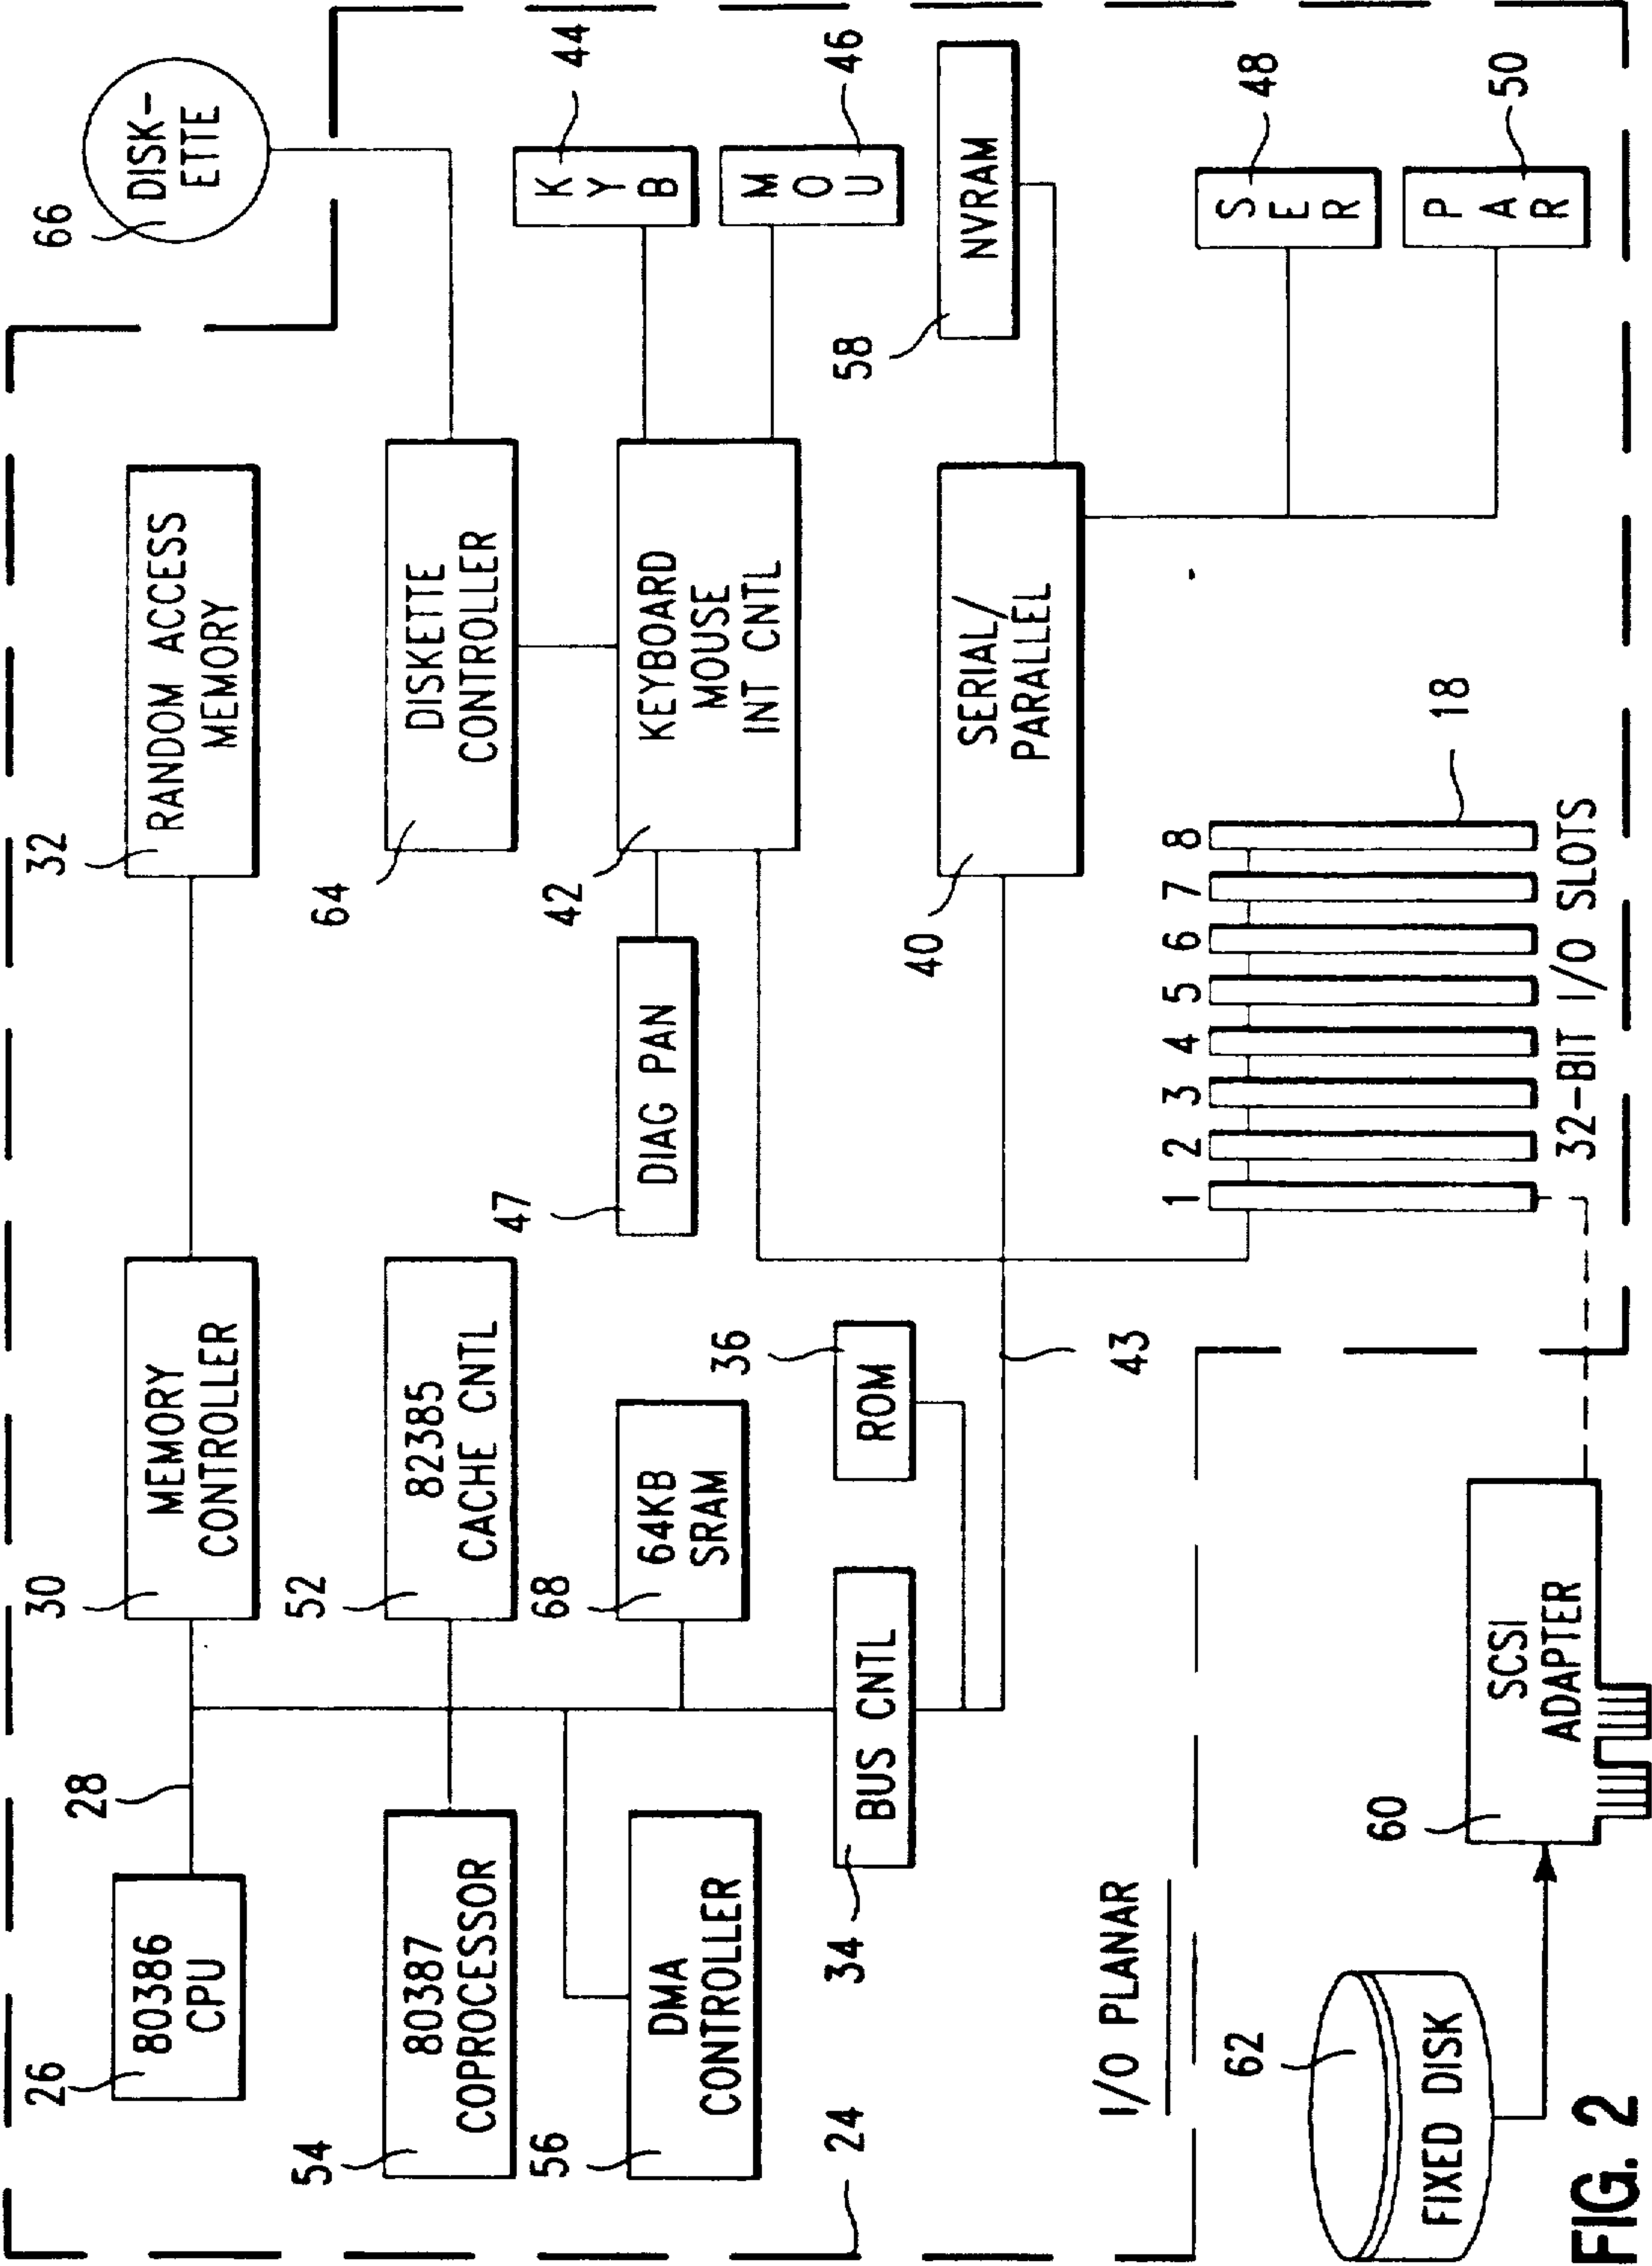 66
DISK-
ETTE
26
80386
CPU
28
30
MEMORY
CONTROLLER
32
RANDOM ACCESS
MEMORY
54
80387
COPROCESSOR
52
82385
CACHE CNTL
64
DISKETTE
CONTROLLER
44
K
Y
B
56
DMA
CONTROLLER
68
64KB
SRAM
47
DIAG PAN
42
KEYBOARD
MOUSE
INT CNTL
46
M
O
U
34
BUS CNTL
36
ROM
43
40
SERIAL/
PARALLEL
58
NVRAM
24
I/O PLANAR
1 2 3 4 5 6 7 8
18
32-BIT I/O SLOTS
48
S
E
R
50
P
A
R
62
FIXED DISK
60
SCSI
ADAPTER
FIG. 2